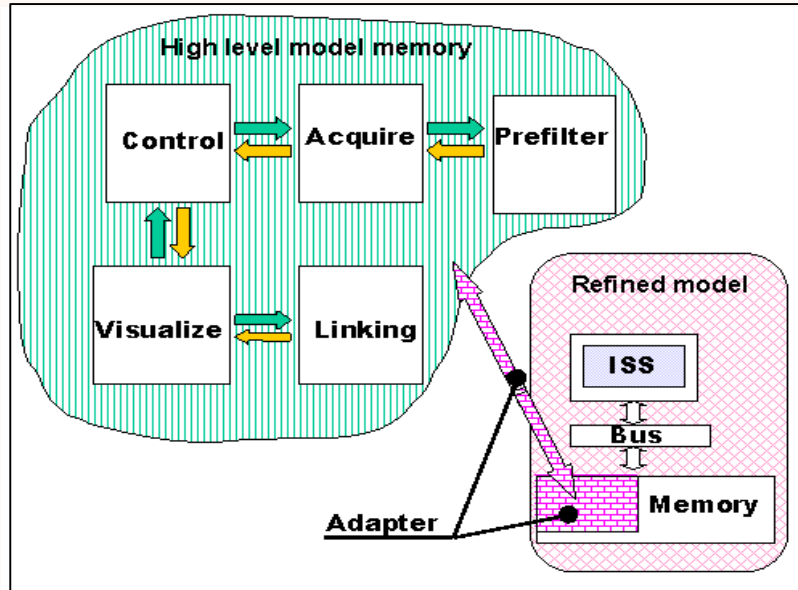 High level model memory
Control
Acquire
Prefilter
Visualize
Linking
Refined model
ISS
Bus
Memory
Adapter